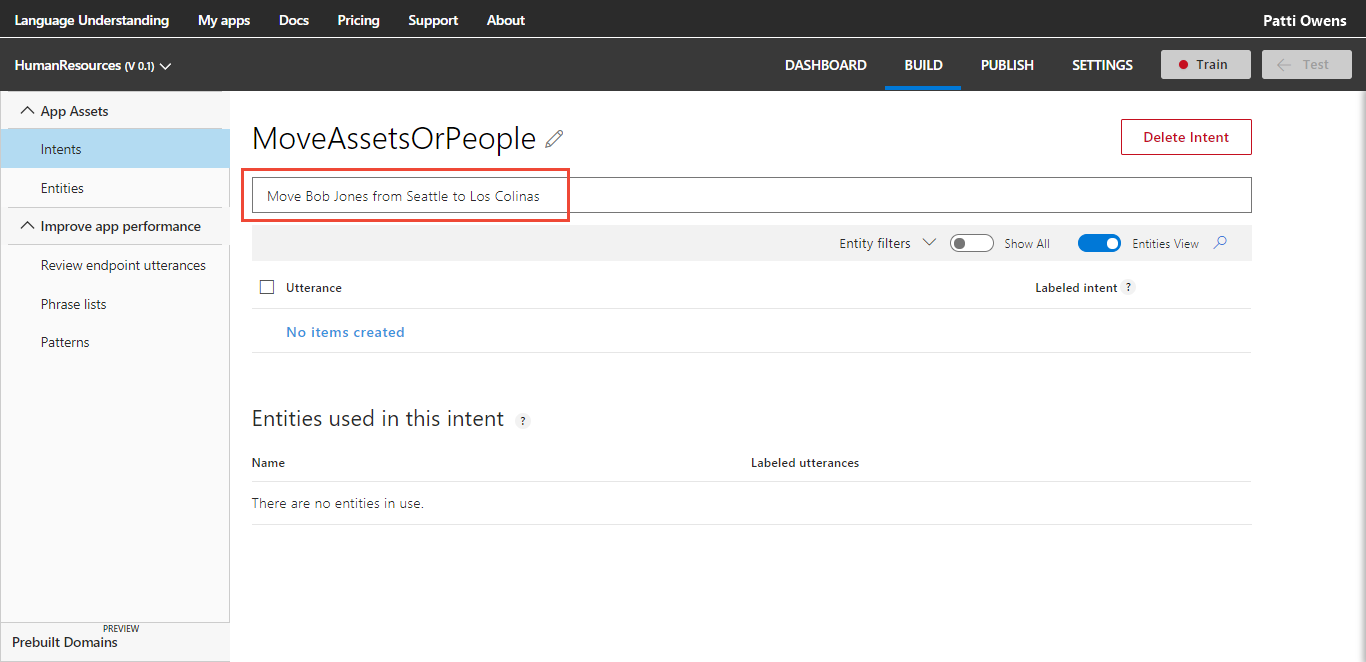 Language Understanding My apps Docs Pricing Support About Patti Owens
HumanResources (V 0.1) DASHBOARD BUILD PUBLISH SETTINGS Train Test
App Assets
Intents
Entities
Improve app performance
Review endpoint utterances
Phrase lists
Patterns
PREVIEW
Prebuilt Domains
MoveAssetsOrPeople Delete Intent
Move Bob Jones from Seattle to Los Colinas
Entity filters Show All Entities View
Utterance Labeled intent ?
No items created
Entities used in this intent ?
Name Labeled utterances
There are no entities in use.